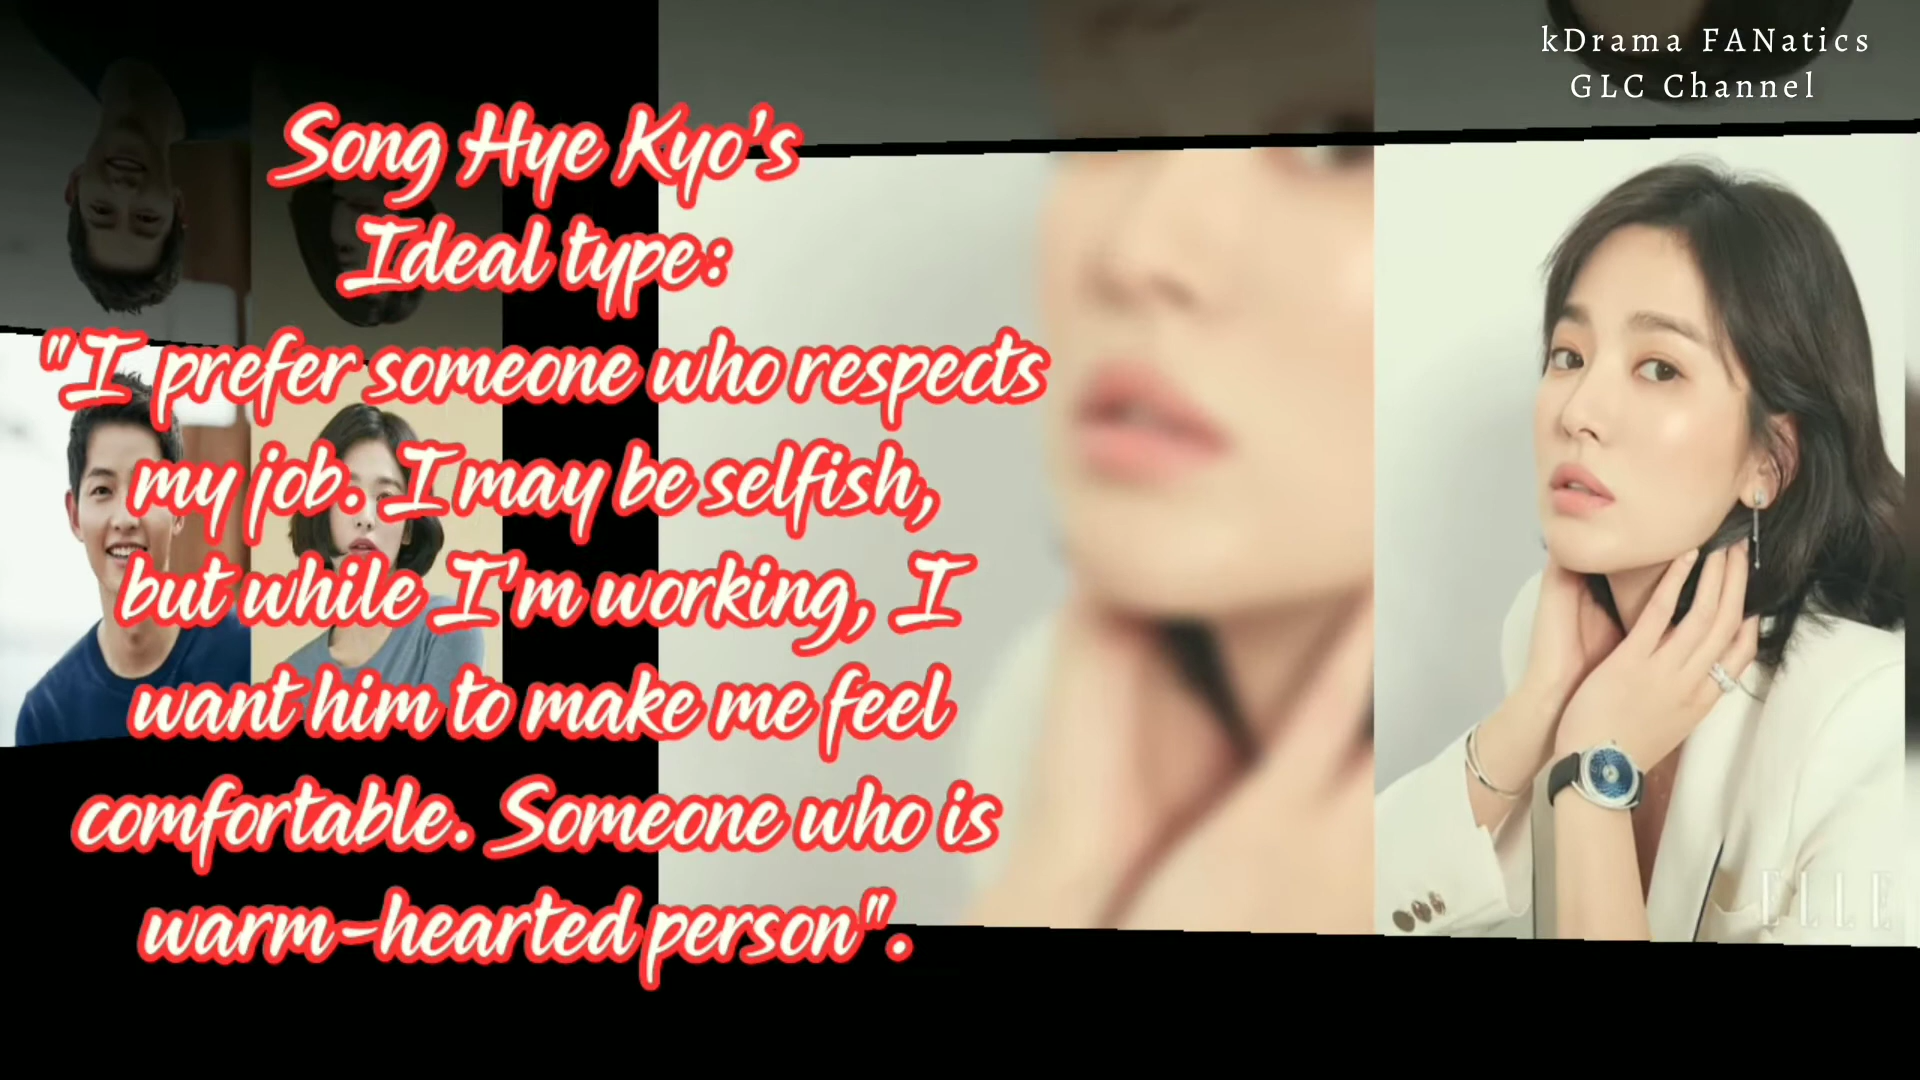 kDrama FANatics
GLC Channel
Song Hye Kyo's
Ideal type:
"I prefer someone who respects
my job. I may be selfish,
but while I'm working, I
want him to make me feel
comfortable. Someone who is
warm-hearted person".
ELLE